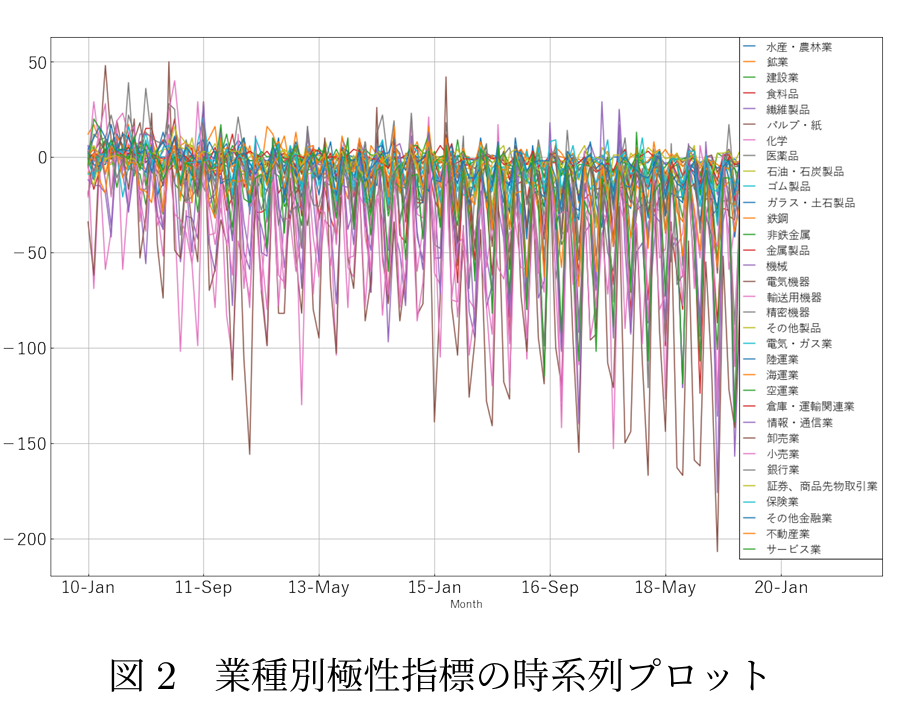 50
0
−50
−100
−150
−200
10-Jan 11-Sep 13-May 15-Jan 16-Sep 18-May 20-Jan
Month
水産・農林業
鉱業
建設業
食料品
繊維製品
パルプ・紙
化学
医薬品
石油・石炭製品
ゴム製品
ガラス・土石製品
鉄鋼
非鉄金属
金属製品
機械
電気機器
輸送用機器
精密機器
その他製品
電気・ガス業
陸運業
海運業
空運業
倉庫・運輸関連業
情報・通信業
卸売業
小売業
銀行業
証券、商品先物取引業
保険業
その他金融業
不動産業
サービス業
図 2　業種別極性指標の時系列プロット